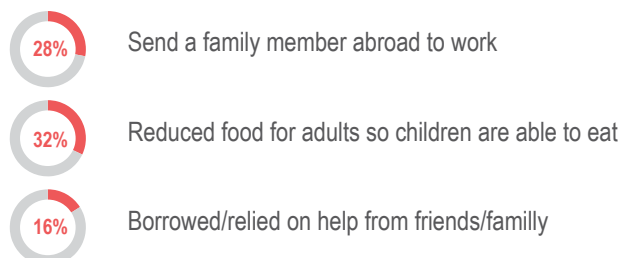 28% Send a family member abroad to work
32% Reduced food for adults so children are able to eat
16% Borrowed/relied on help from friends/familly